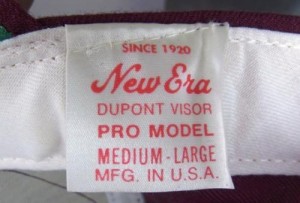 SINCE 1920
New Era
DUPONT VISOR
PRO MODEL
MEDIUM - LARGE
MFG. IN U.S.A.